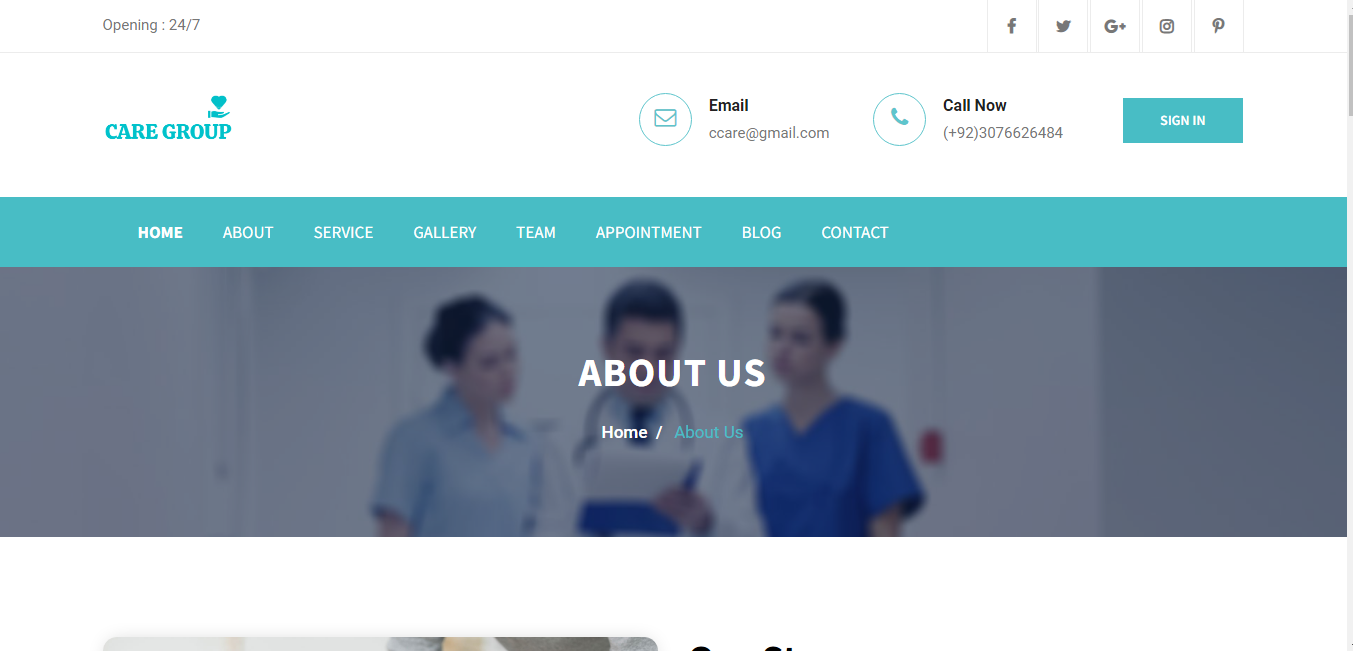 Opening : 24/7
CARE GROUP
Email
ccare@gmail.com
Call Now
(+92)3076626484
SIGN IN
HOME ABOUT SERVICE GALLERY TEAM APPOINTMENT BLOG CONTACT
ABOUT US
Home / About Us